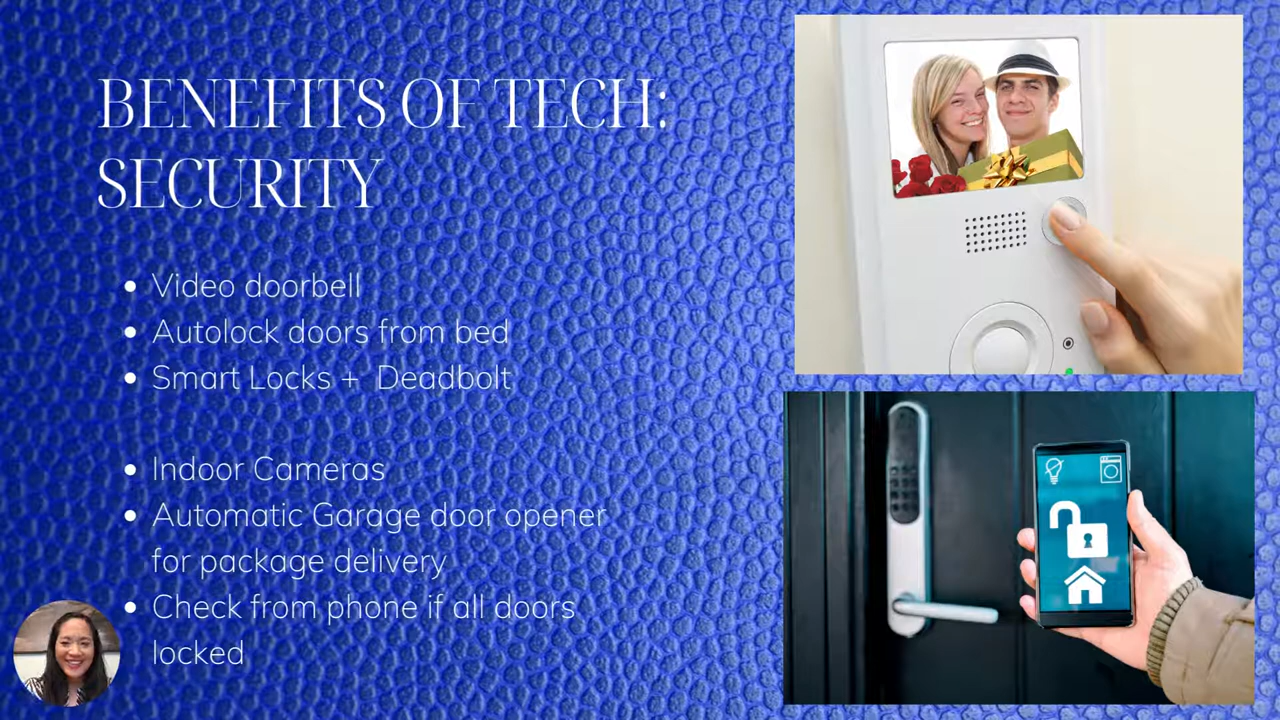 BENEFITS OF TECH:
SECURITY
• Video doorbell
• Autolock doors from bed
• Smart Locks + Deadbolt
• Indoor Cameras
• Automatic Garage door opener
for package delivery
• Check from phone if all doors
locked